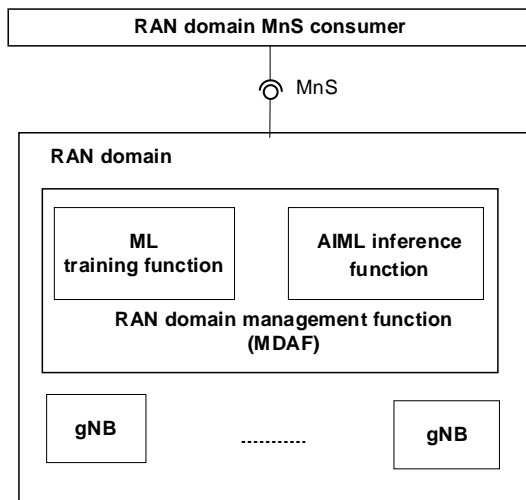 RAN domain MnS consumer
MnS
RAN domain
ML
training function
AIML inference
function
RAN domain management function
(MDAF)
gNB
...........
gNB